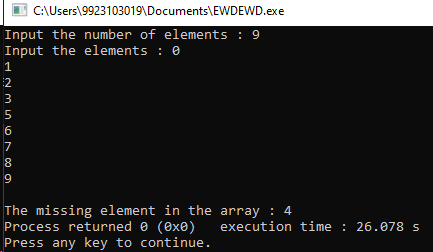 C:\Users\9923103019\Documents\EWDEWD.exe
Input the number of elements : 9
Input the elements : 0
1
2
3
5
6
7
8
9
The missing element in the array : 4
Process returned 0 (0x0)   execution time : 26.078 s
Press any key to continue.